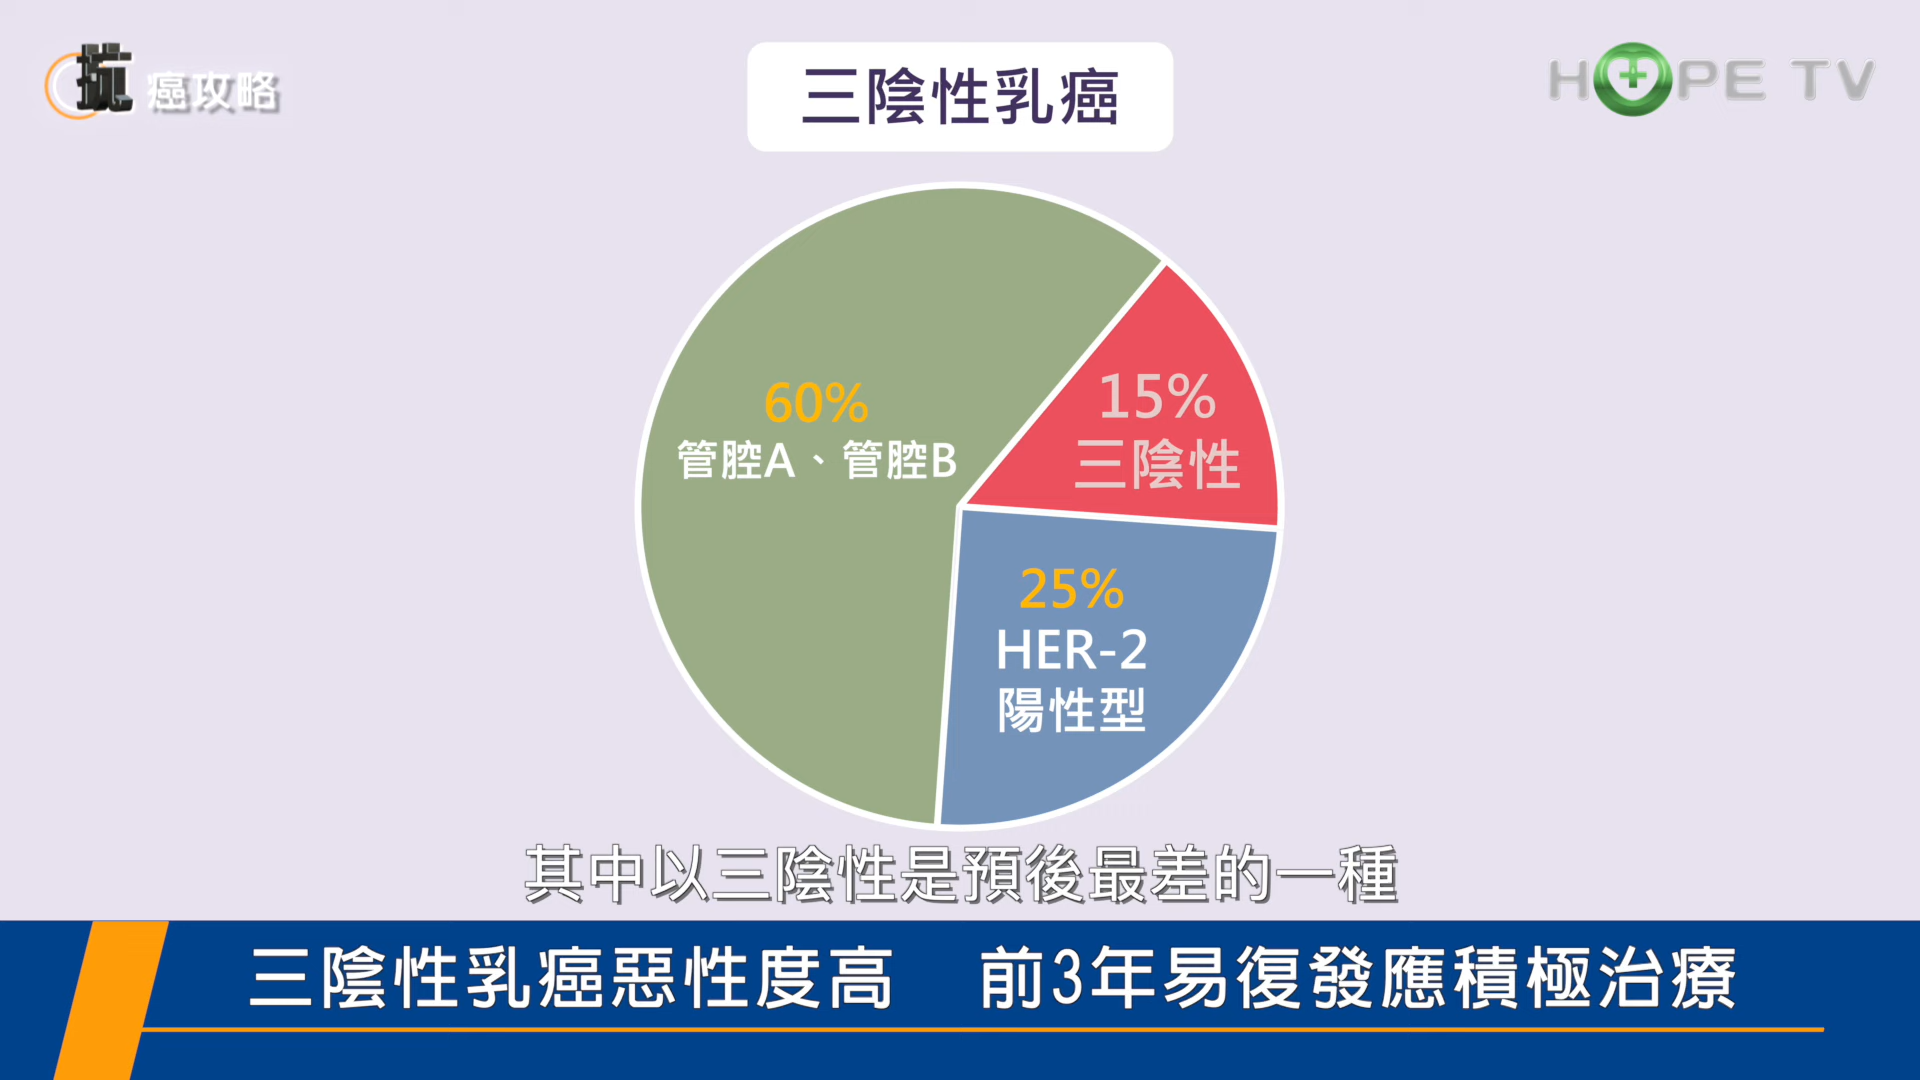 抗癌攻略
三陰性乳癌
HOPE TV
60%
管腔A、管腔B
15%
三陰性
25%
HER-2
陽性型
其中以三陰性是預後最差的一種
三陰性乳癌惡性度高 前3年易復發應積極治療